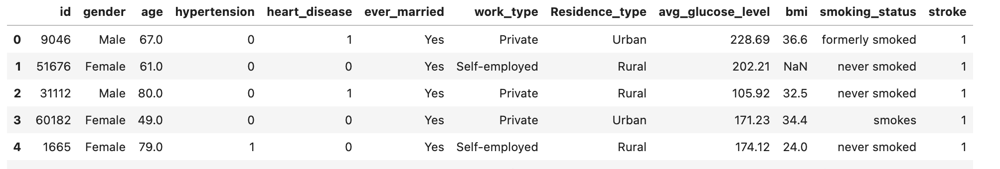 id gender age hypertension heart_disease ever_married work_type Residence_type avg_glucose_level bmi smoking_status stroke
0 9046 Male 67.0 0 1 Yes Private Urban 228.69 36.6 formerly smoked 1
1 51676 Female 61.0 0 0 Yes Self-employed Rural 202.21 NaN never smoked 1
2 31112 Male 80.0 0 1 Yes Private Rural 105.92 32.5 never smoked 1
3 60182 Female 49.0 0 0 Yes Private Urban 171.23 34.4 smokes 1
4 1665 Female 79.0 1 0 Yes Self-employed Rural 174.12 24.0 never smoked 1